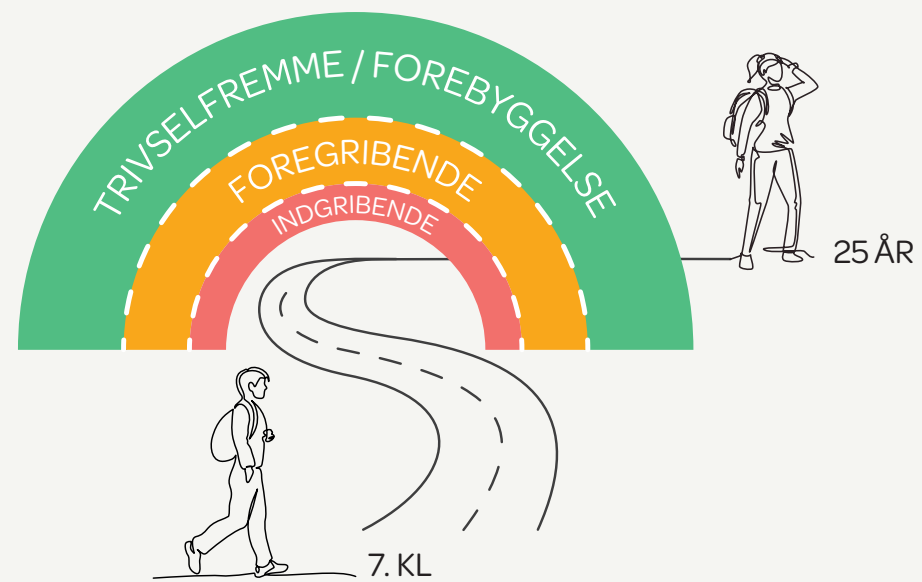 TRIVSELFREMME / FOREBYGGELSE
FOREGRIBENDE
INDGRIBENDE
25 ÅR
7. KL